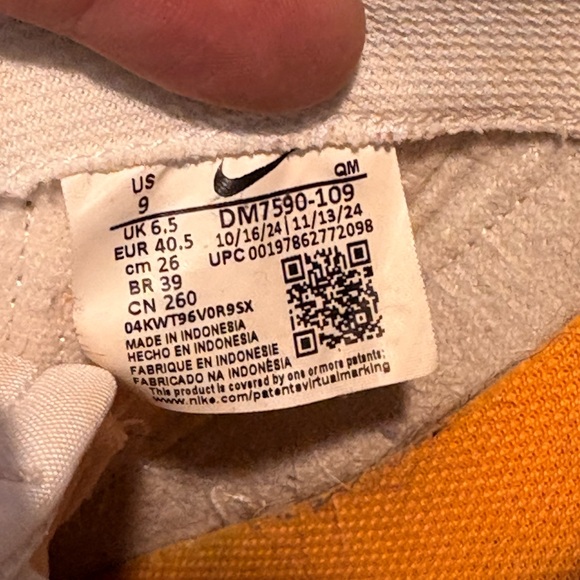 US
9
QM
UK 6.5
DM7590-109
EUR 40.5
10/16/24|11/13/24
cm 26
UPC 00197862772098
BR 39
CN 260
04KWT96V0R9SX
MADE IN INDONESIA
HECHO EN INDONESIA
FABRIQUE EN INDONESIE
FABRICADO NA INDONÉSIA
This product is covered by one or more patents;
www.nike.com/patentsvirtualmarking